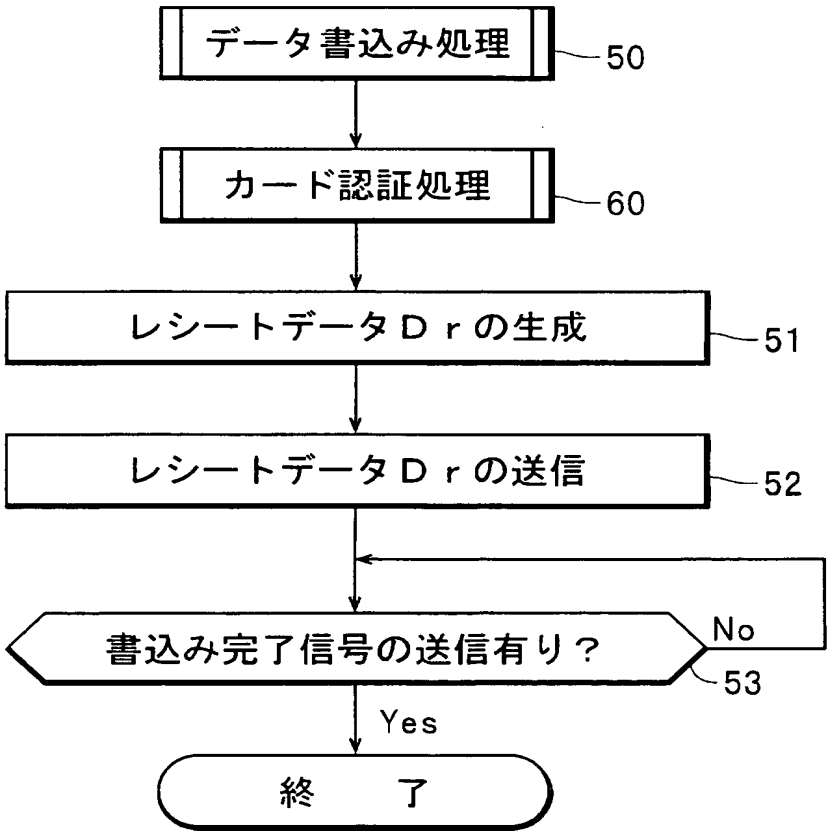 データ書込み処理
50
カード認証処理
60
レシートデータＤｒの生成
51
レシートデータＤｒの送信
52
書込み完了信号の送信有り？
No
53
Yes
終　了